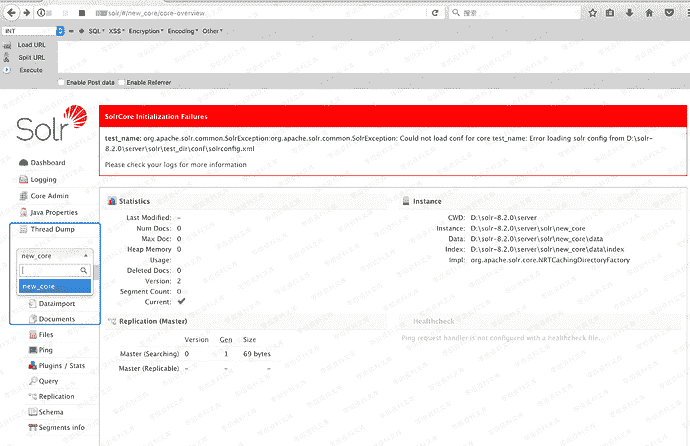 solr/#/new_core/core-overview
搜索
INT
SQL▾ XSS▾ Encryption▾ Encoding▾ Other▾
Load URL
Split URL
Execute
Enable Post data Enable Referrer
Solr
SolrCore Initialization Failures
test_name: org.apache.solr.common.SolrException:org.apache.solr.common.SolrException: Could not load conf for core test_name: Error loading solr config from D:\solr-
8.2.0\server\solr\test_dir\conf\solrconfig.xml
Please check your logs for more information
Dashboard
Logging
Core Admin
Java Properties
Thread Dump
new_core
new_core
Dataimport
Documents
Files
Ping
Plugins / Stats
Query
Replication
Schema
Segments info
Statistics
Last Modified: –
Num Docs: 0
Max Doc: 0
Heap Memory 0
Usage:
Deleted Docs: 0
Version: 2
Segment Count: 0
Current: ✔
Instance
CWD: D:\solr-8.2.0\server
Instance: D:\solr-8.2.0\server\solr\new_core
Data: D:\solr-8.2.0\server\solr\new_core\data
Index: D:\solr-8.2.0\server\solr\new_core\data\index
Impl: org.apache.solr.core.NRTCachingDirectoryFactory
Replication (Master)
Version Gen Size
Master (Searching) 0 1 69 bytes
Master (Replicable) – – –
Healthcheck
Ping request handler is not configured with a healthcheck file.